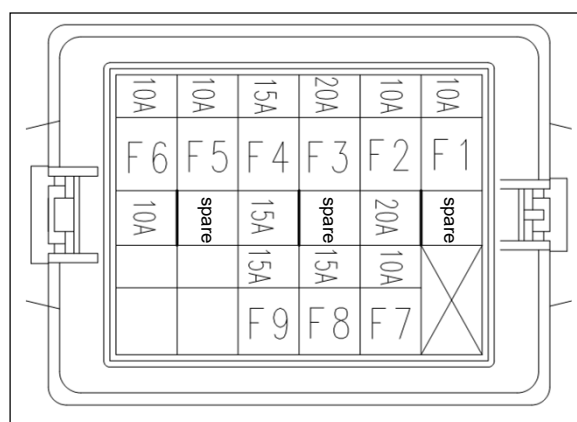 10A 10A 15A 20A 10A 10A
F6 F5 F4 F3 F2 F1
10A spare 15A spare 20A spare
15A 15A 10A
F9 F8 F7